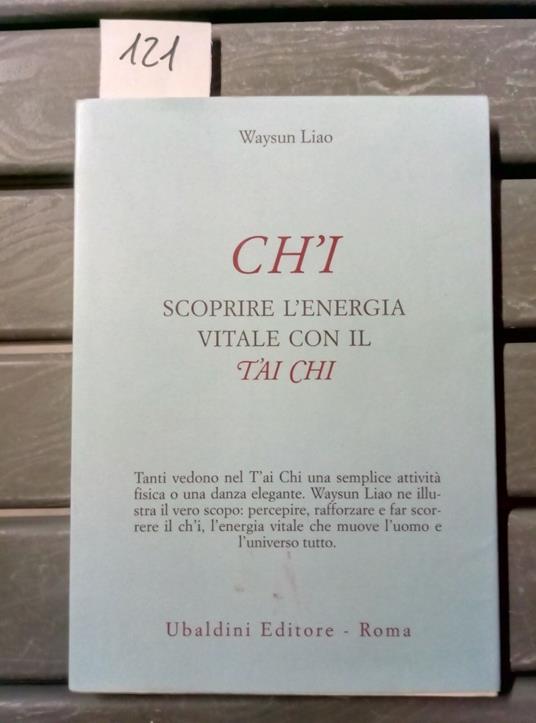 121
Waysun Liao
CH'I
SCOPRIRE L'ENERGIA
VITALE CON IL
T'AI CHI
Tanti vedono nel T'ai Chi una semplice attività
fisica o una danza elegante. Waysun Liao ne illu-
stra il vero scopo: percepire, rafforzare e far scor-
rere il ch'i, l'energia vitale che muove l'uomo e
l'universo tutto.
Ubaldini Editore - Roma